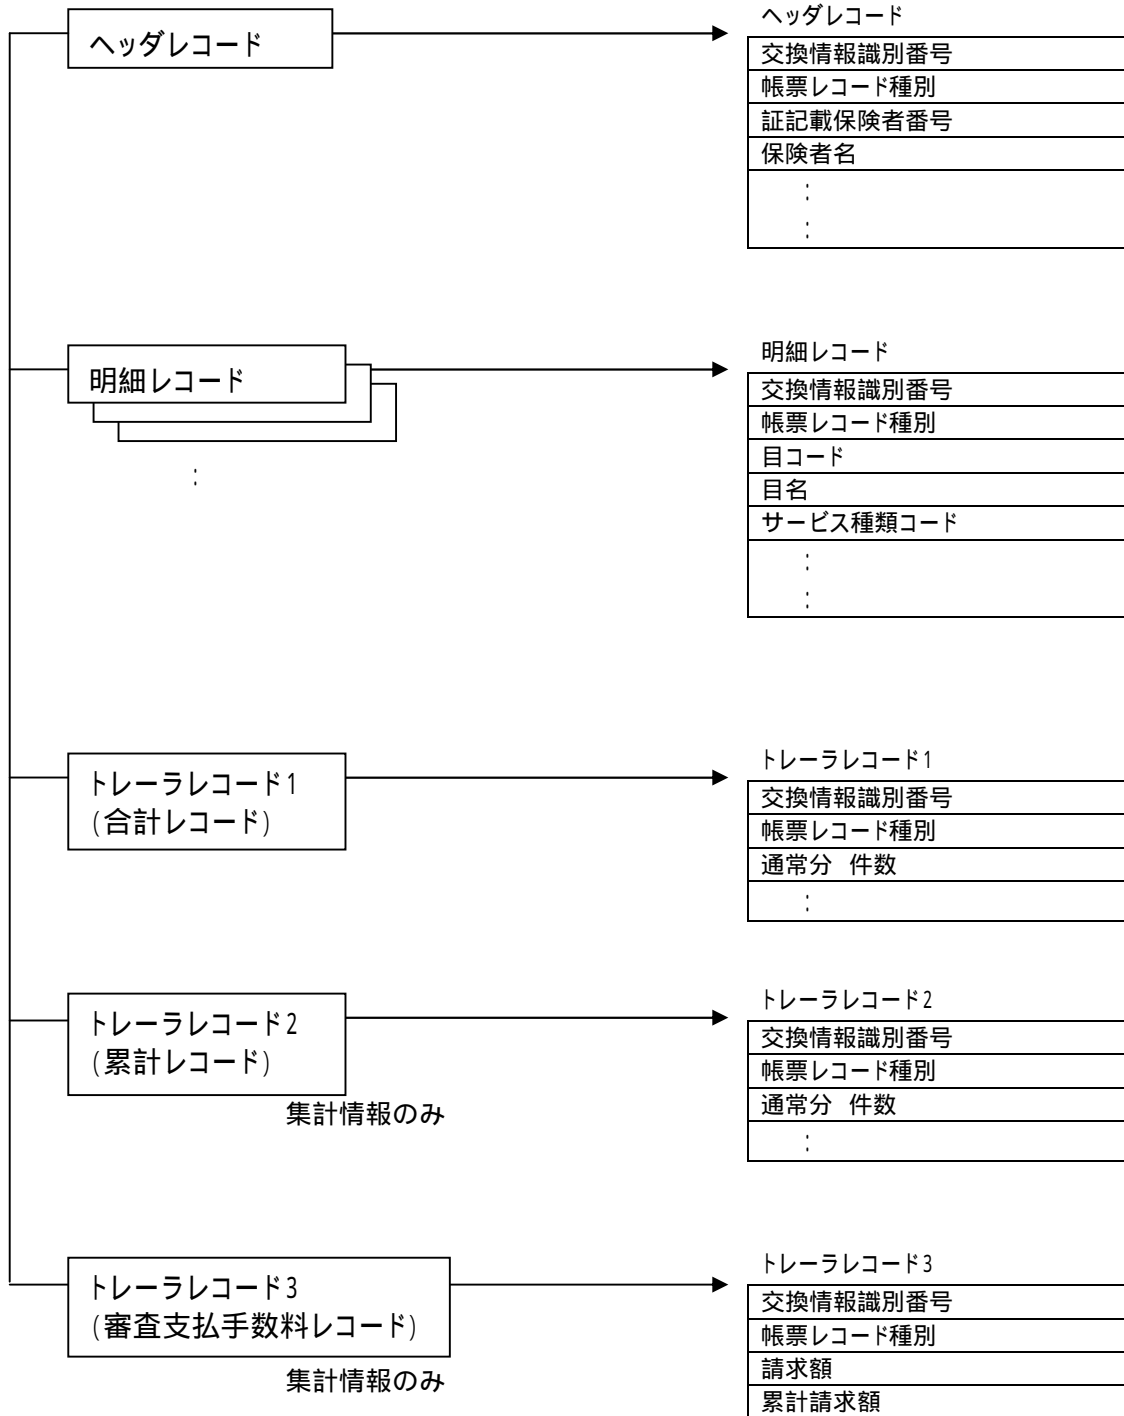 ヘッダレコード
ヘッダレコード
交換情報識別番号
帳票レコード種別
証記載保険者番号
保険者名
:
:
明細レコード
:
明細レコード
交換情報識別番号
帳票レコード種別
目コード
目名
サービス種類コード
:
:
トレーラレコード1
(合計レコード)
トレーラレコード1
交換情報識別番号
帳票レコード種別
通常分 件数
:
トレーラレコード2
(累計レコード)
集計情報のみ
トレーラレコード2
交換情報識別番号
帳票レコード種別
通常分 件数
:
トレーラレコード3
(審査支払手数料レコード)
集計情報のみ
トレーラレコード3
交換情報識別番号
帳票レコード種別
請求額
累計請求額